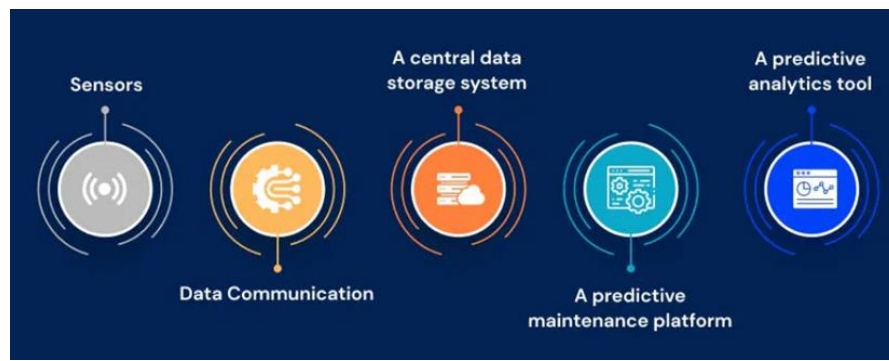 Sensors
Data Communication
A central data
storage system
A predictive
maintenance platform
A predictive
analytics tool